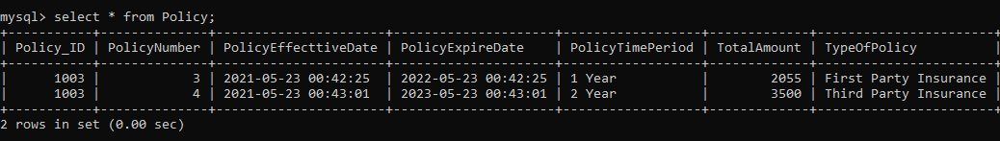 mysql> select * from Policy;
+-----------+--------------+---------------------+---------------------+------------------+-------------+-----------------------+
| Policy_ID | PolicyNumber | PolicyEffecttiveDate | PolicyExpireDate | PolicyTimePeriod | TotalAmount | TypeOfPolicy |
+-----------+--------------+---------------------+---------------------+------------------+-------------+-----------------------+
| 1003 | 3 | 2021-05-23 00:42:25 | 2022-05-23 00:42:25 | 1 Year | 2055 | First Party Insurance |
| 1003 | 4 | 2021-05-23 00:43:01 | 2023-05-23 00:43:01 | 2 Year | 3500 | Third Party Insurance |
+-----------+--------------+---------------------+---------------------+------------------+-------------+-----------------------+
2 rows in set (0.00 sec)